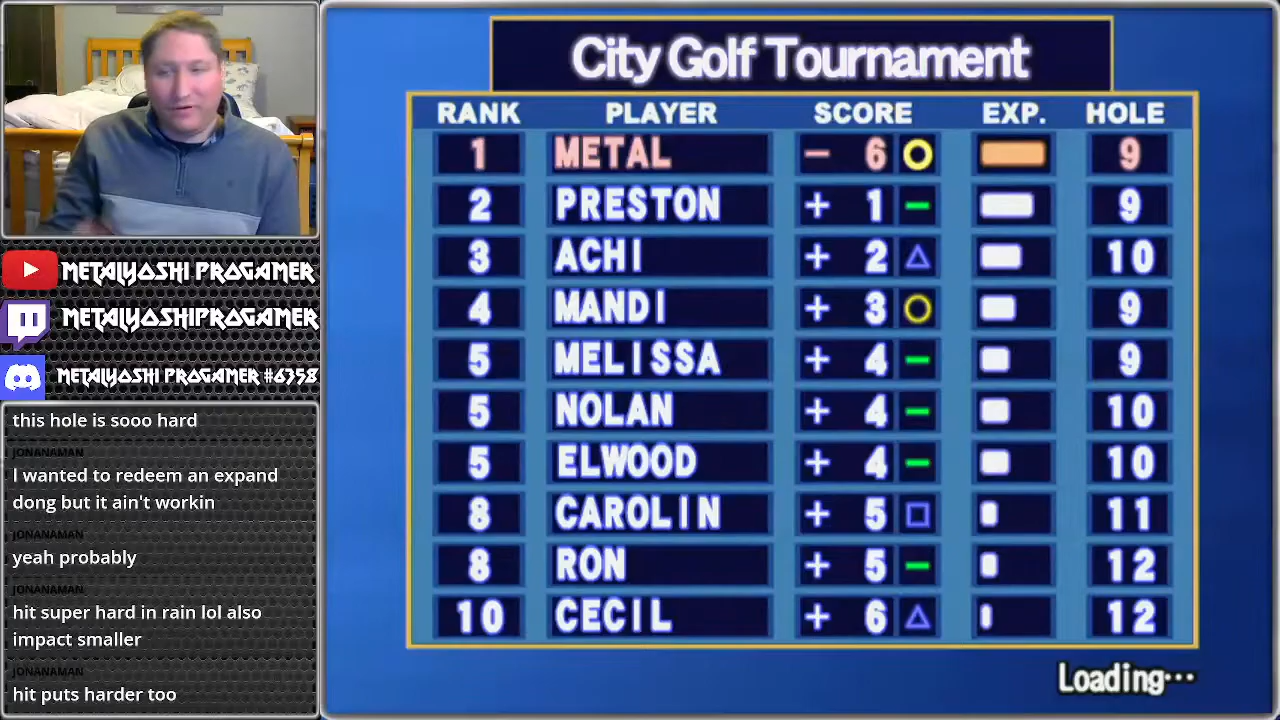 City Golf Tournament
RANK PLAYER SCORE EXP. HOLE
1 METAL - 6 9
2 PRESTON + 1 9
3 ACHI + 2 10
4 MANDI + 3 9
5 MELISSA + 4 9
5 NOLAN + 4 10
5 ELWOOD + 4 10
8 CAROLIN + 5 11
8 RON + 5 12
10 CECIL + 6 12
Loading...
METALYOSHI PROGAMER
METALYOSHIPROGAMER
METALYOSHI PROGAMER #6358
this hole is sooo hard
JONANAMAN
I wanted to redeem an expand
dong but it ain't workin
JONANAMAN
yeah probably
JONANAMAN
hit super hard in rain lol also
impact smaller
JONANAMAN
hit puts harder too